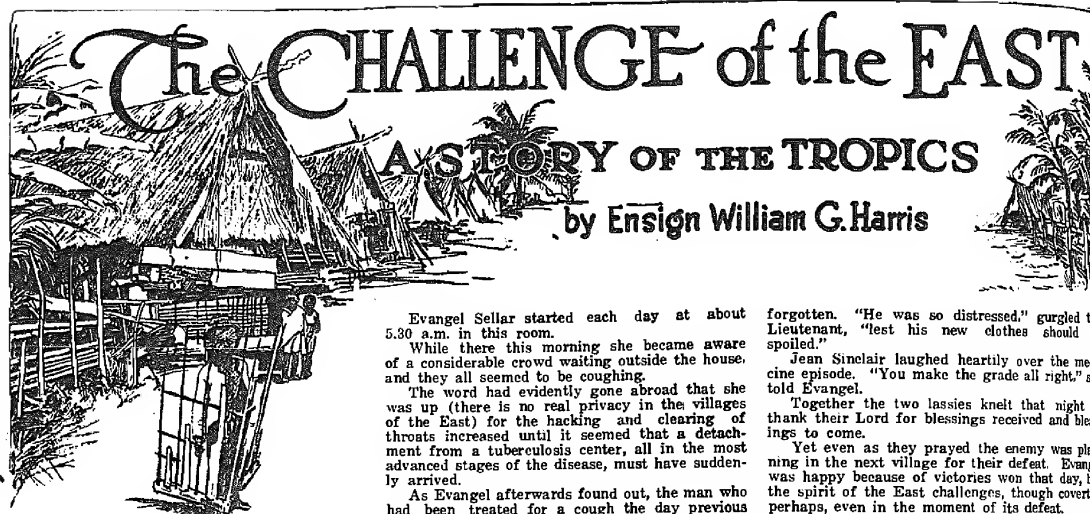 The CHALLENGE of the EAST
A STORY OF THE TROPICS
by Ensign William G. Harris
Evangel Sellar started each day at about
5.30 a.m. in this room.
While there this morning she became aware
of a considerable crowd waiting outside the house,
and they all seemed to be coughing.
The word had evidently gone abroad that she
was up (there is no real privacy in the villages
of the East) for the hacking and clearing of
throats increased until it seemed that a detach-
ment from a tuberculosis center, all in the most
advanced stages of the disease, must have sudden-
ly arrived.
As Evangel afterwards found out, the man who
had been treated for a cough the day previous
forgotten. "He was so distressed," gurgled
Lieutenant, "lest his new clothes should
spoiled."
Jean Sinclair laughed heartily over the
cine episode. "You make the grade all right,"
told Evangel.
Together the two lassies knelt that night
thank their Lord for blessings received and
ings to come.
Yet even as they prayed the enemy was
ning in the next village for their defeat.
was happy because of victories won that day,
the spirit of the East challenges, though
perhaps, even in the moment of its defeat.